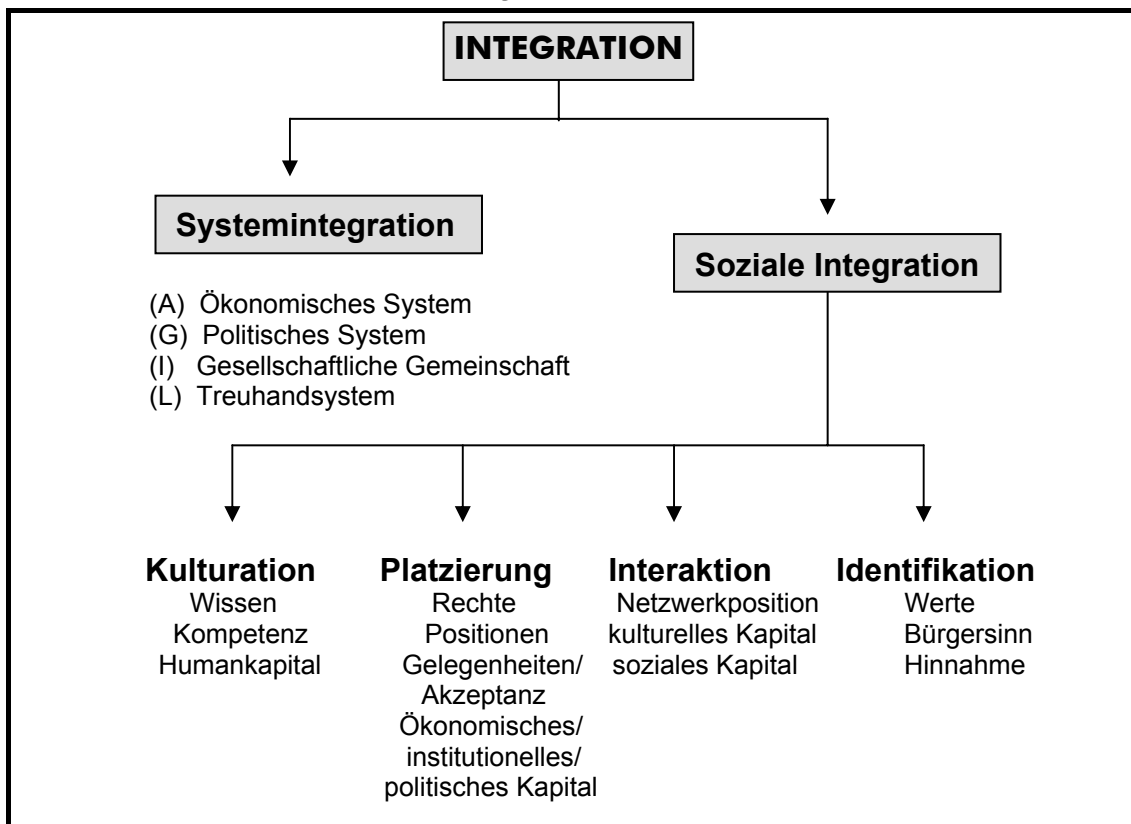 INTEGRATION
Systemintegration
(A) Ökonomisches System
(G) Politisches System
(I) Gesellschaftliche Gemeinschaft
(L) Treuhandsystem
Soziale Integration
Kulturation
Wissen
Kompetenz
Humankapital
Platzierung
Rechte
Positionen
Gelegenheiten/
Akzeptanz
Ökonomisches/
institutionelles/
politisches Kapital
Interaktion
Netzwerkposition
kulturelles Kapital
soziales Kapital
Identifikation
Werte
Bürgersinn
Hinnahme